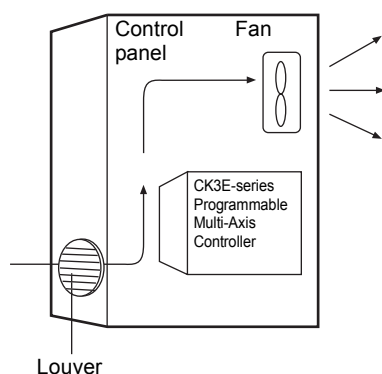 Control
panel
Fan
CK3E-series
Programmable
Multi-Axis
Controller
Louver